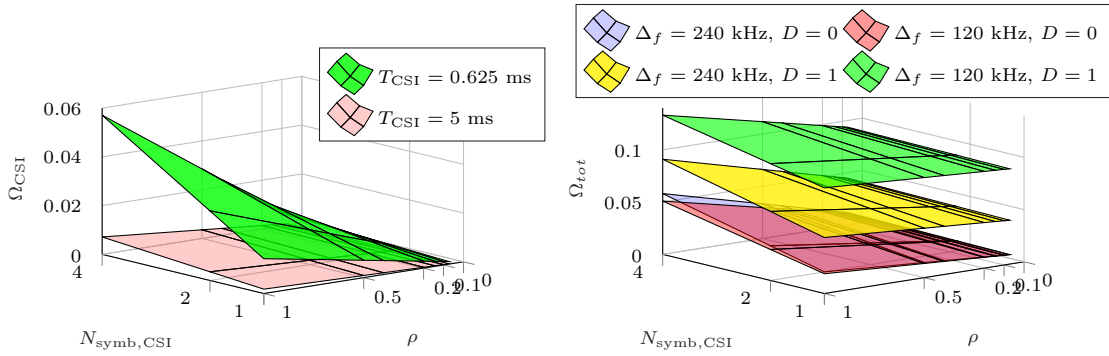 T_CSI = 0.625 ms
T_CSI = 5 ms
0.06
0.04
0.02
0
Ω_CSI
4
2
1
N_symb,CSI
1
0.5
0.2
0.1
0
ρ
Δ_f = 240 kHz, D = 0
Δ_f = 120 kHz, D = 0
Δ_f = 240 kHz, D = 1
Δ_f = 120 kHz, D = 1
0.1
0.05
0
Ω_tot
4
2
1
N_symb,CSI
1
0.5
0.2
0.1
0
ρ